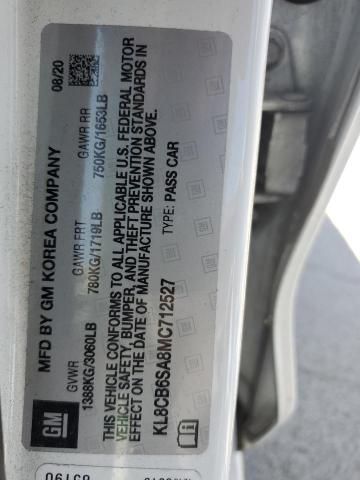 MFD BY GM KOREA COMPANY 08/20
GVWR GAWR FRT GAWR RR
1388KG/3060LB 780KG/1719LB 750KG/1653LB
THIS VEHICLE CONFORMS TO ALL APPLICABLE U.S. FEDERAL MOTOR
VEHICLE SAFETY, BUMPER, AND THEFT PREVENTION STANDARDS IN
EFFECT ON THE DATE OF MANUFACTURE SHOWN ABOVE.
KL8CB6SA8MC712527 TYPE: PASS CAR
GM